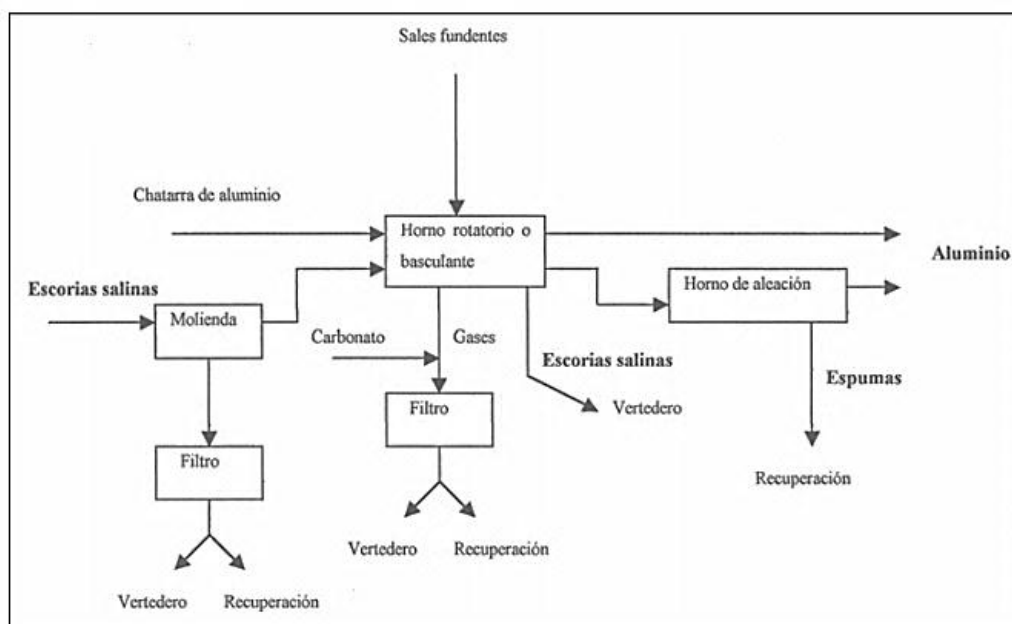 Sales fundentes
Chatarra de aluminio
Horno rotatorio o
basculante
Aluminio
Horno de aleación
Escorias salinas
Molienda
Carbonato
Gases
Escorias salinas
Espumas
Filtro
Vertedero
Filtro
Recuperación
Vertedero
Recuperación
Vertedero
Recuperación